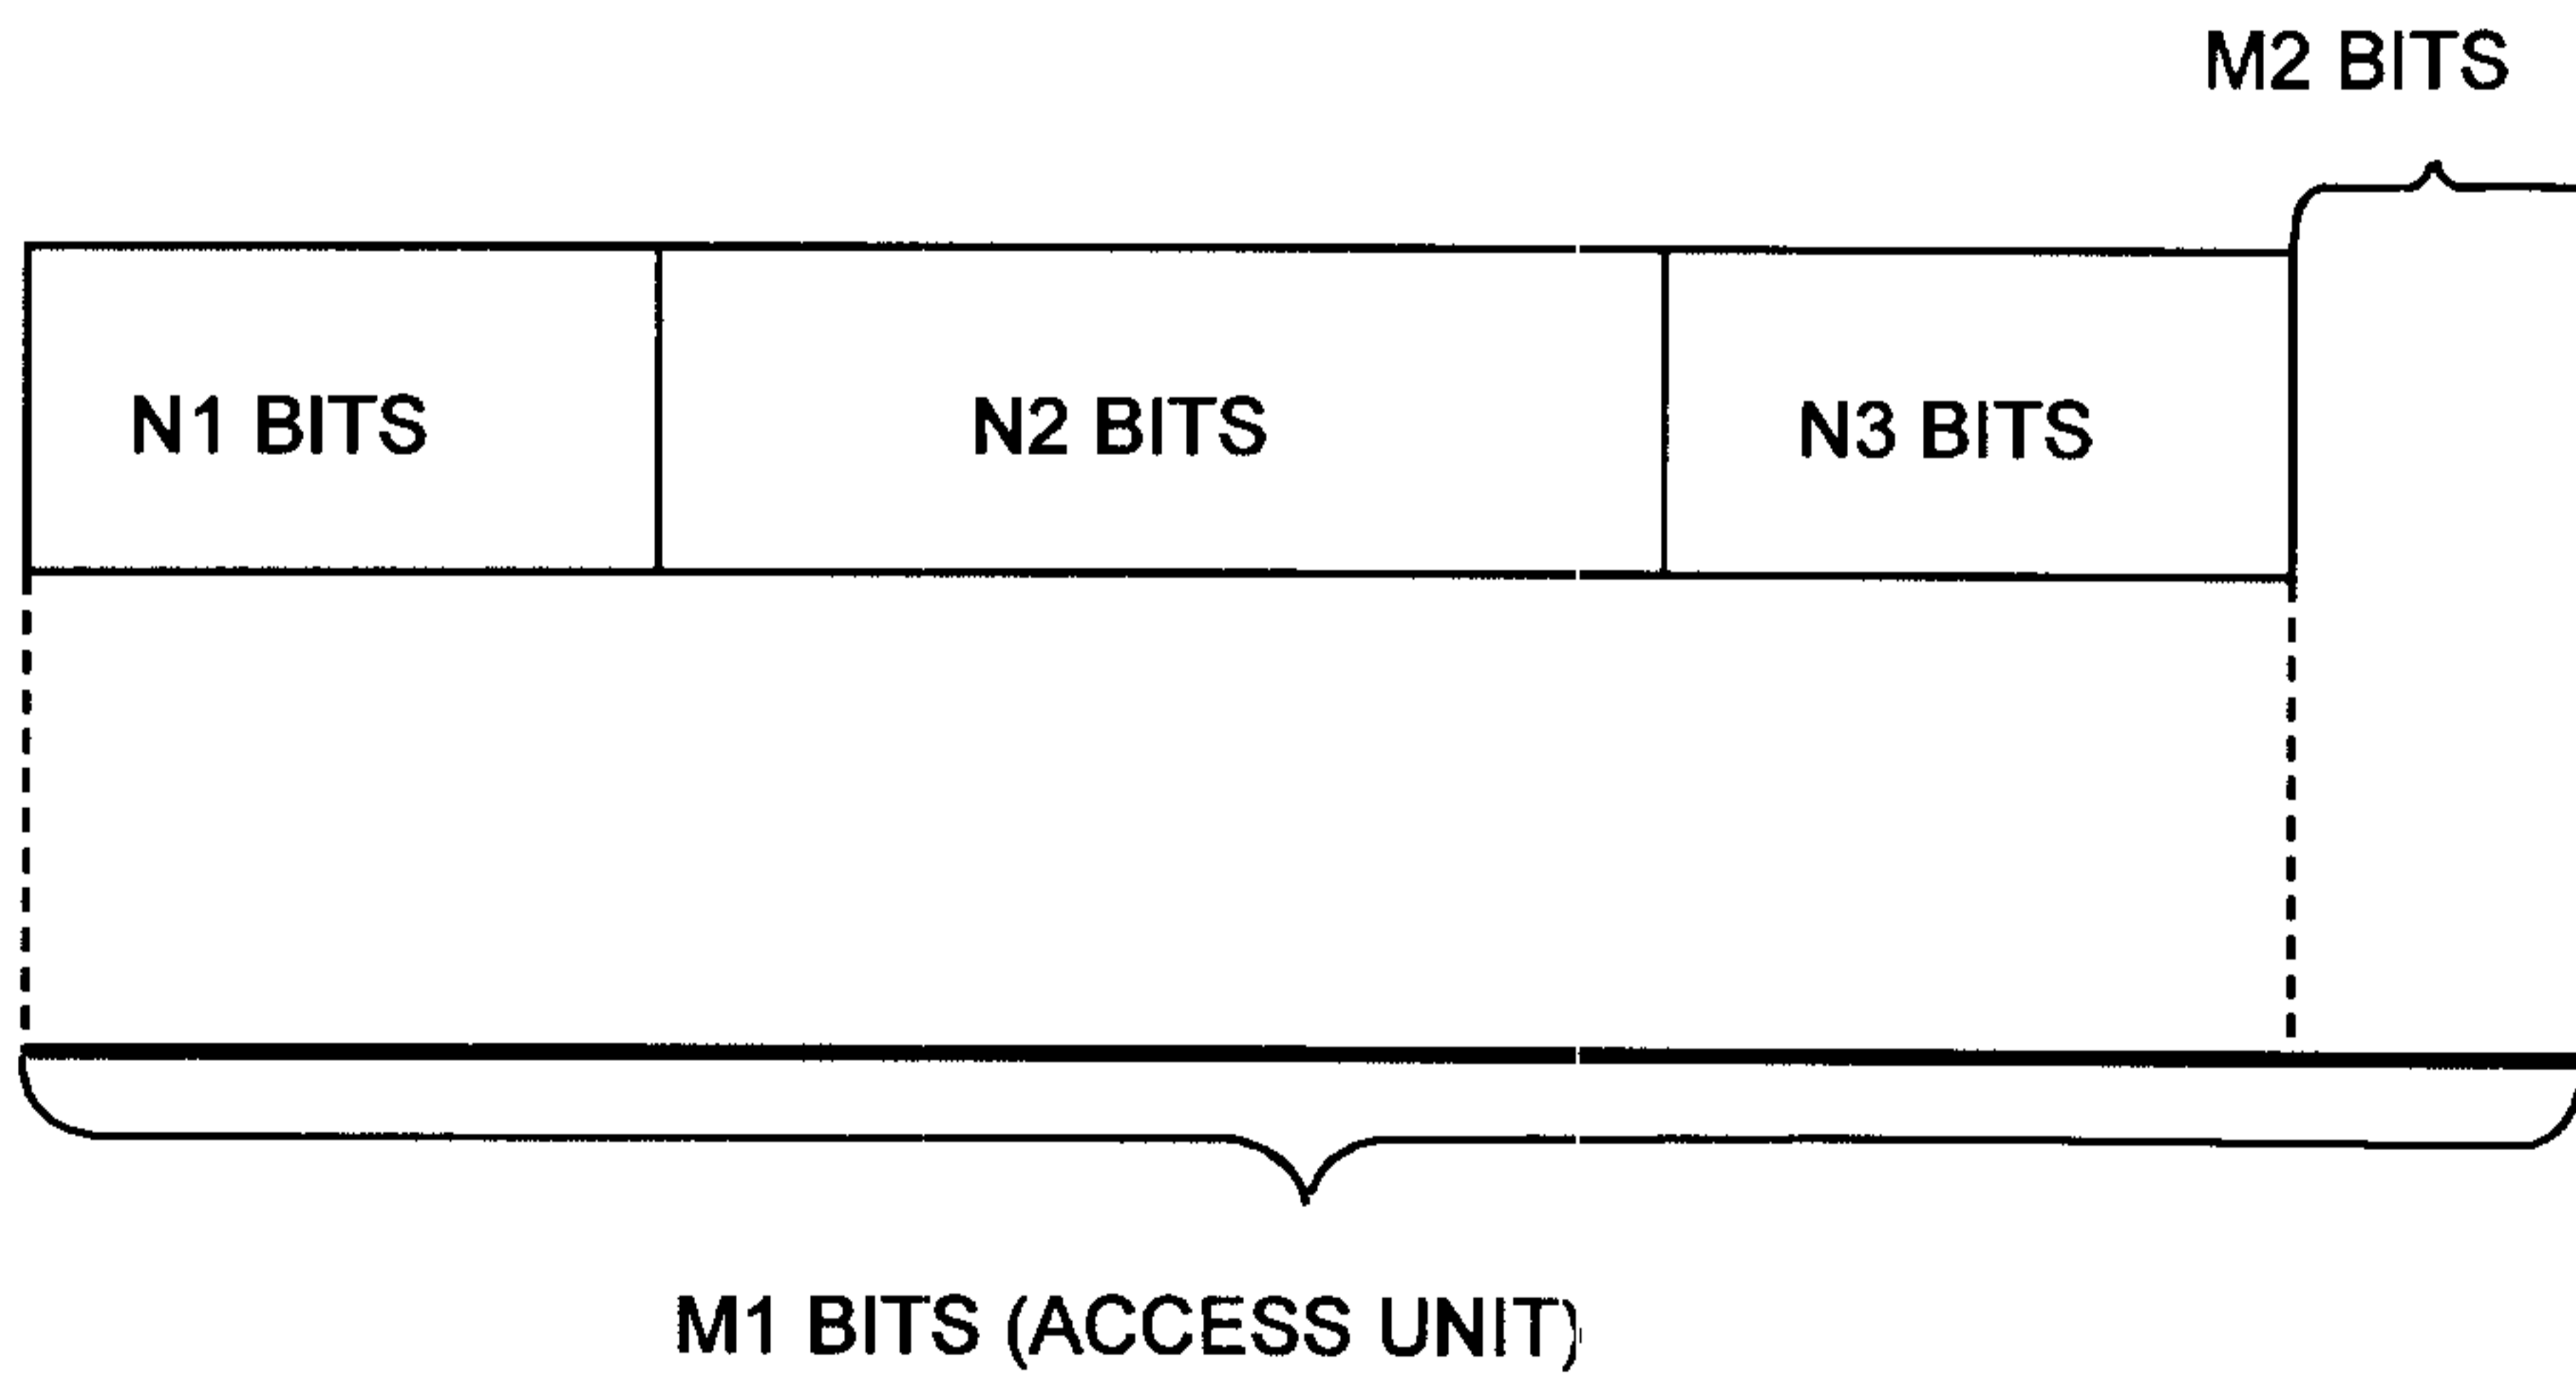 M2 BITS
N1 BITS
N2 BITS
N3 BITS
M1 BITS (ACCESS UNIT)